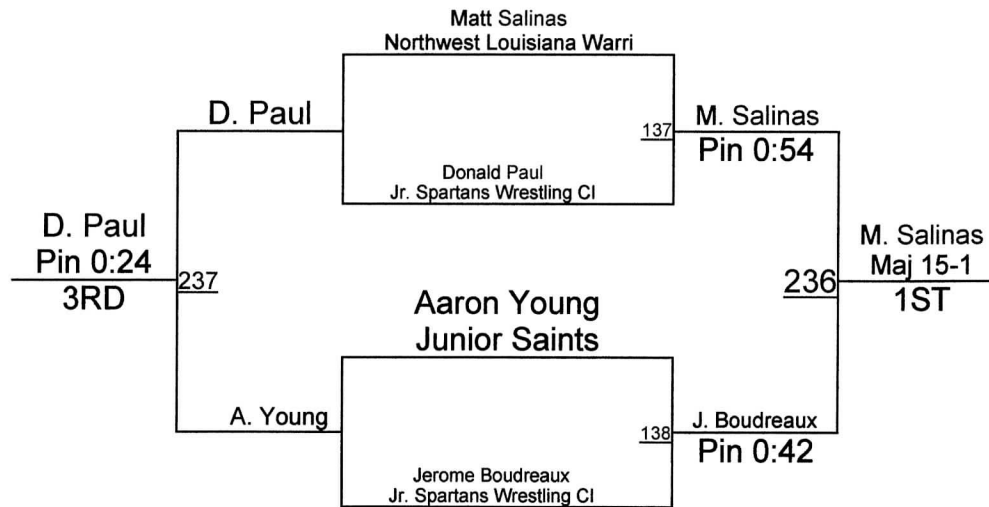 Matt Salinas
Northwest Louisiana Warri
D. Paul
M. Salinas
137
Pin 0:54
Donald Paul
Jr. Spartans Wrestling Cl
D. Paul
Pin 0:24
237
3RD
M. Salinas
Maj 15-1
236
1ST
Aaron Young
Junior Saints
A. Young
J. Boudreaux
138
Pin 0:42
Jerome Boudreaux
Jr. Spartans Wrestling Cl